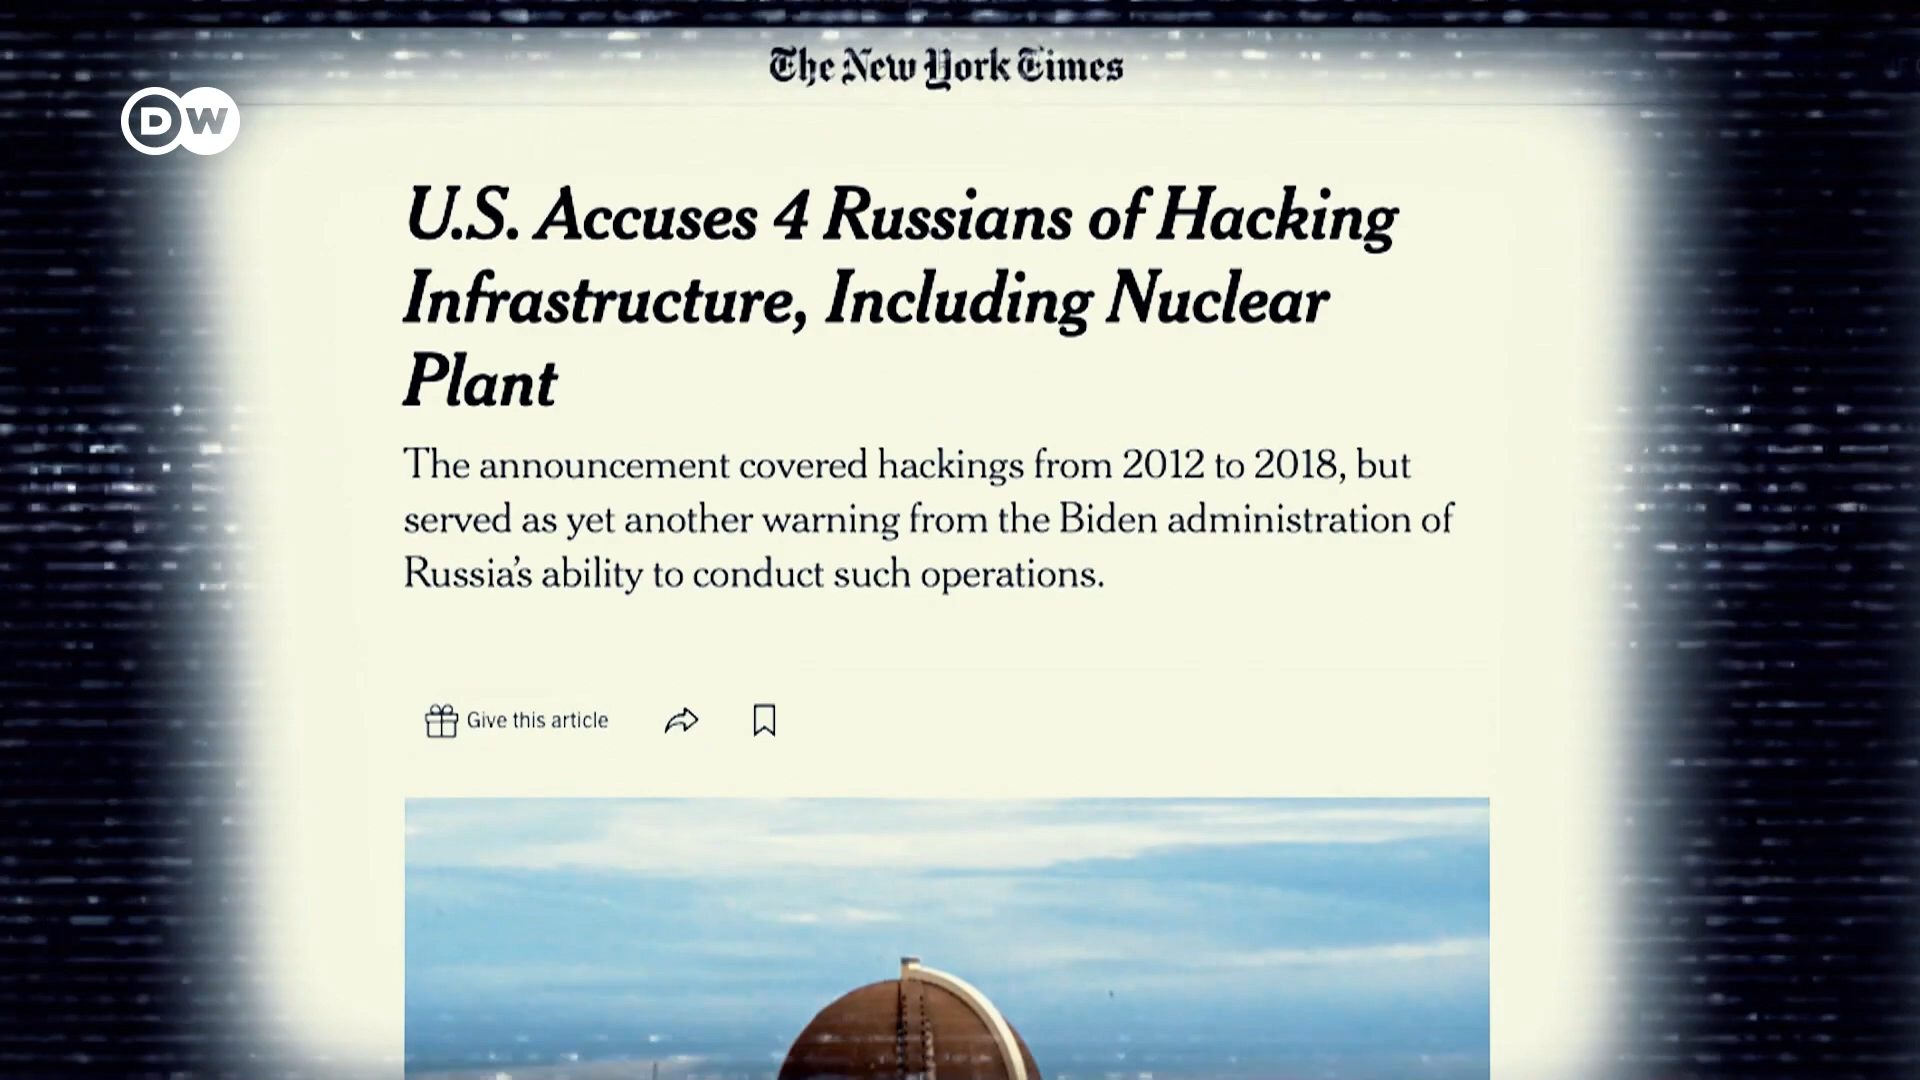 The New York Times
DW
U.S. Accuses 4 Russians of Hacking
Infrastructure, Including Nuclear
Plant
The announcement covered hackings from 2012 to 2018, but
served as yet another warning from the Biden administration of
Russia’s ability to conduct such operations.
Give this article